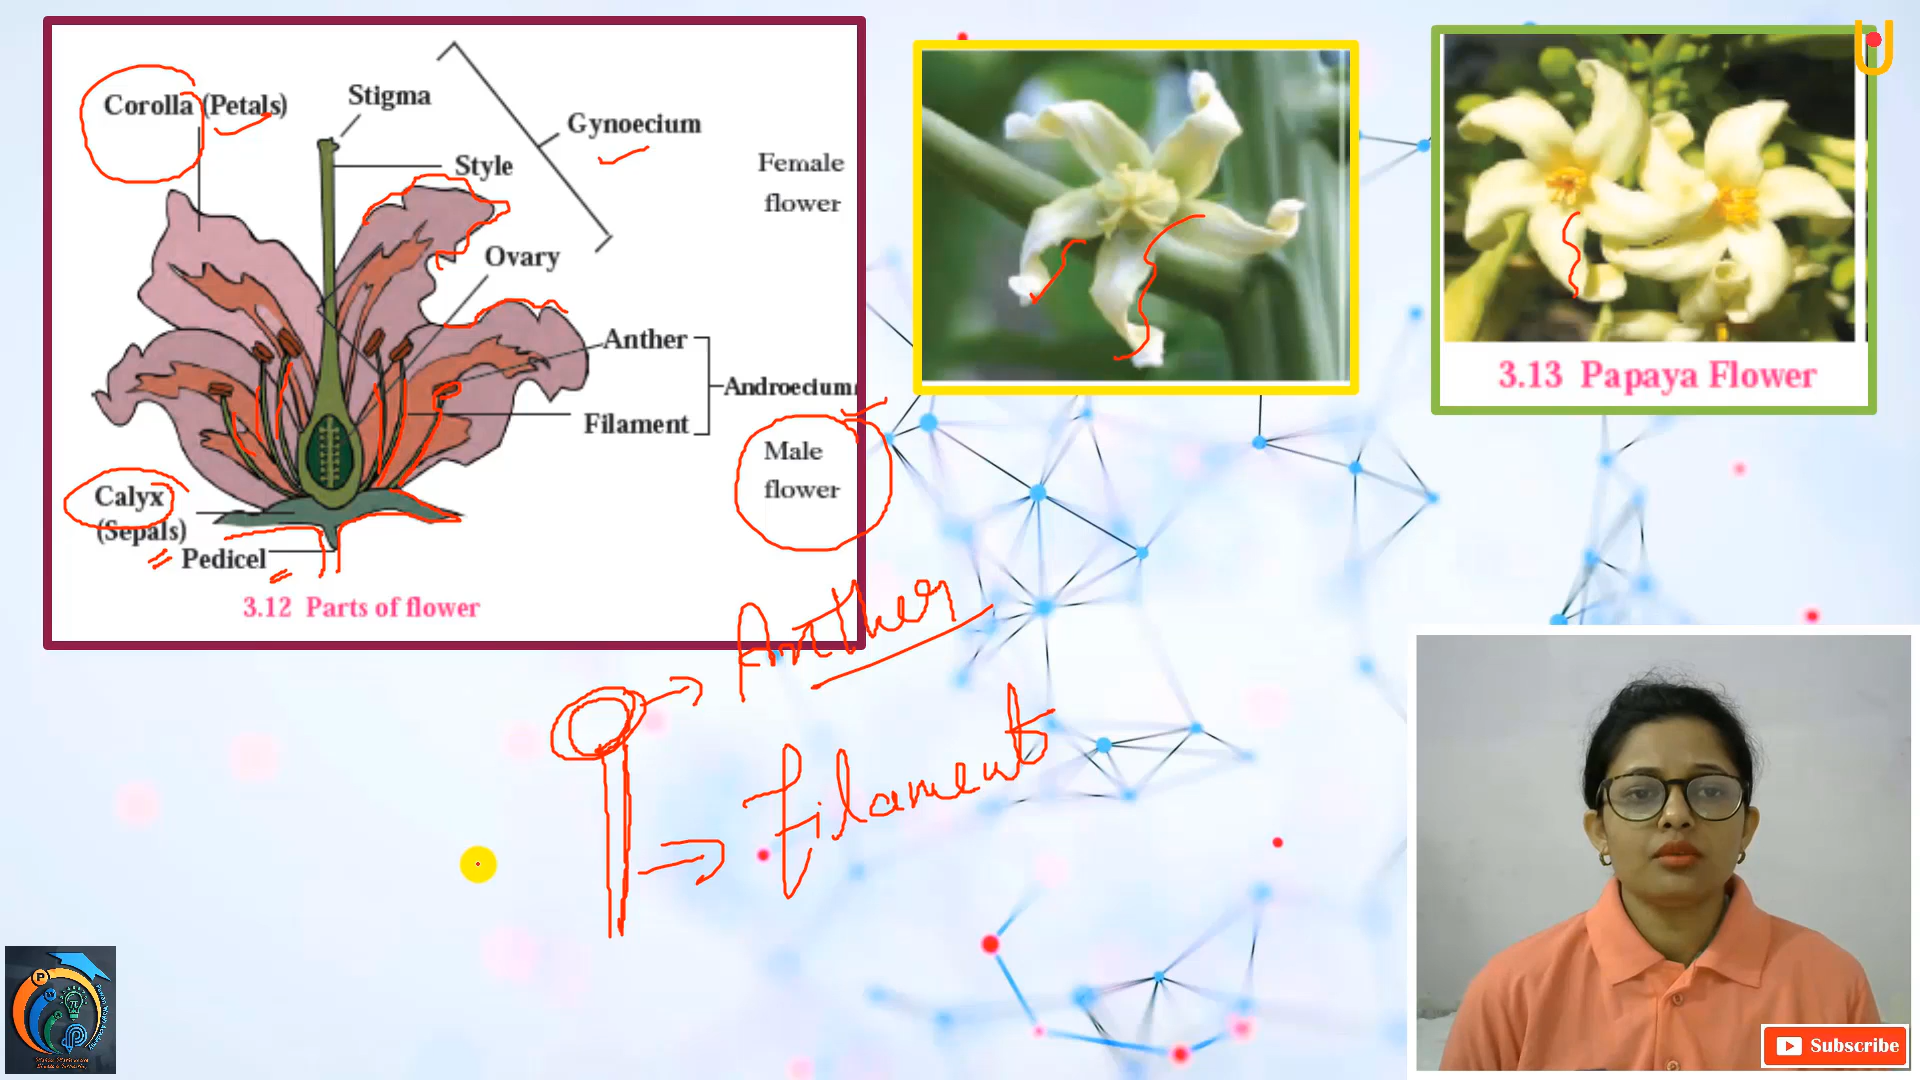 Corolla (Petals)
Stigma
Gynoecium
Style
Female
flower
Ovary
Anther
Androecium
Filament
Male
flower
Calyx
(Sepals)
Pedicel
3.12 Parts of flower
3.13 Papaya Flower
Anther
filament
Subscribe